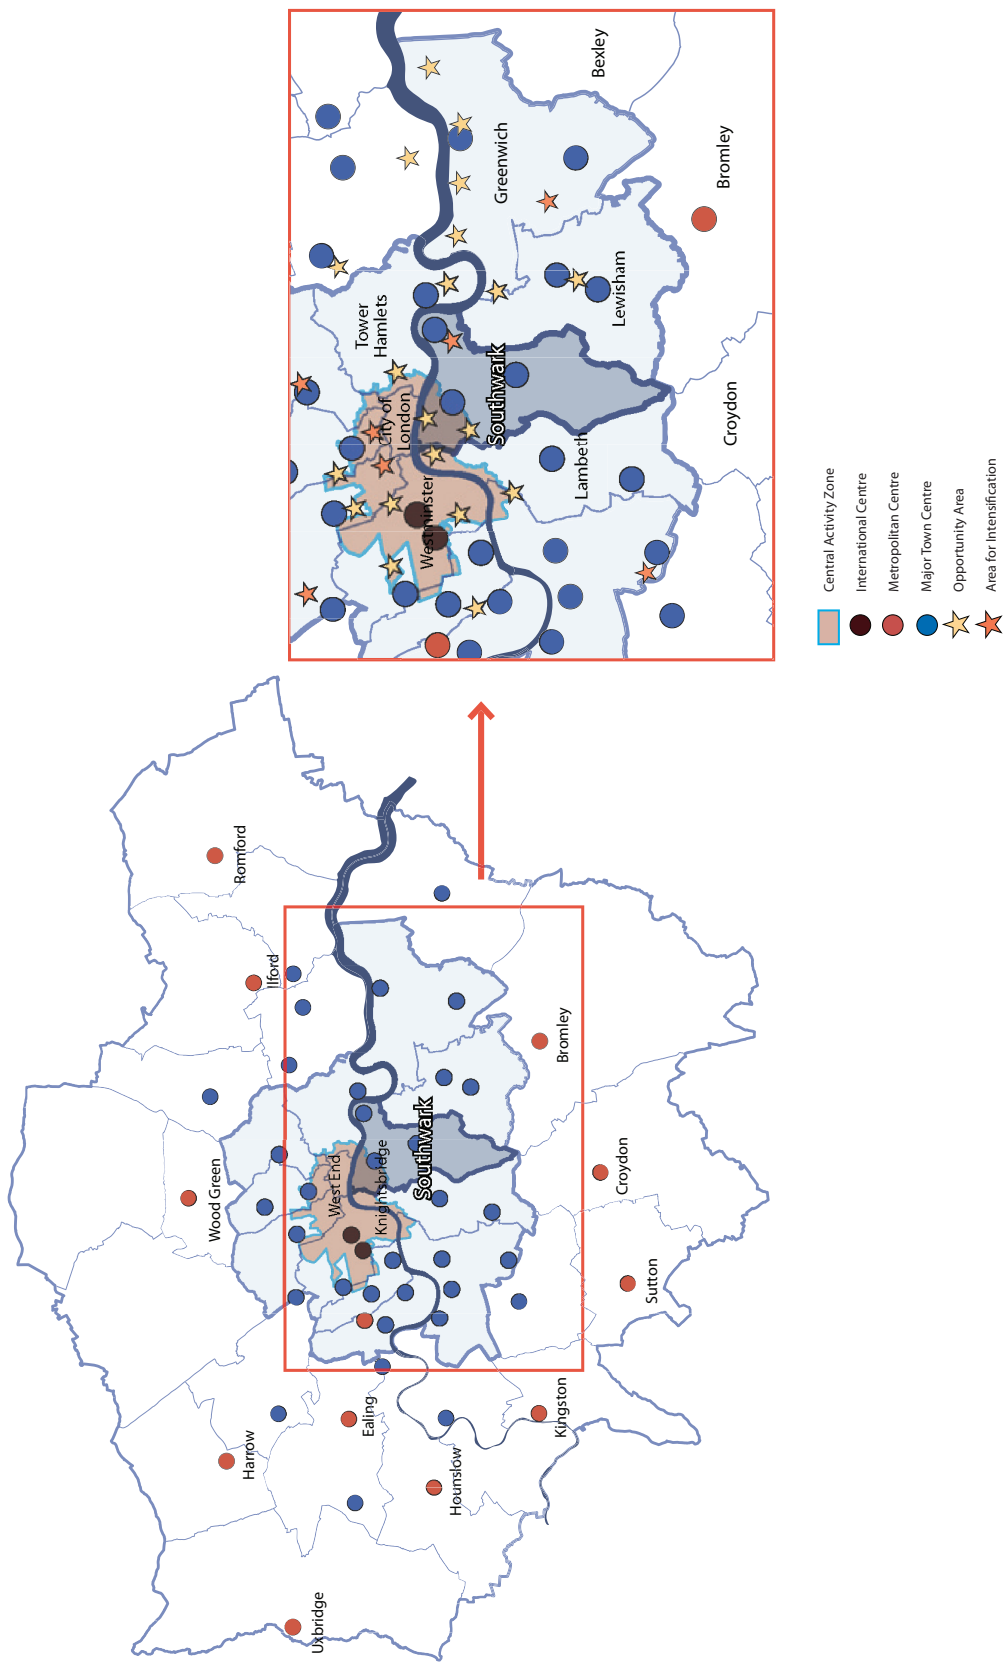 Uxbridge
Harrow
Ealing
Hounslow
Kingston
Wood Green
West End
Knightsbridge
Southwark
Sutton
Croydon
Bromley
Ilford
Romford
Westminster
City of
London
Tower
Hamlets
Southwark
Lambeth
Lewisham
Greenwich
Bexley
Bromley
Croydon
Central Activity Zone
International Centre
Metropolitan Centre
Major Town Centre
Opportunity Area
Area for Intensification